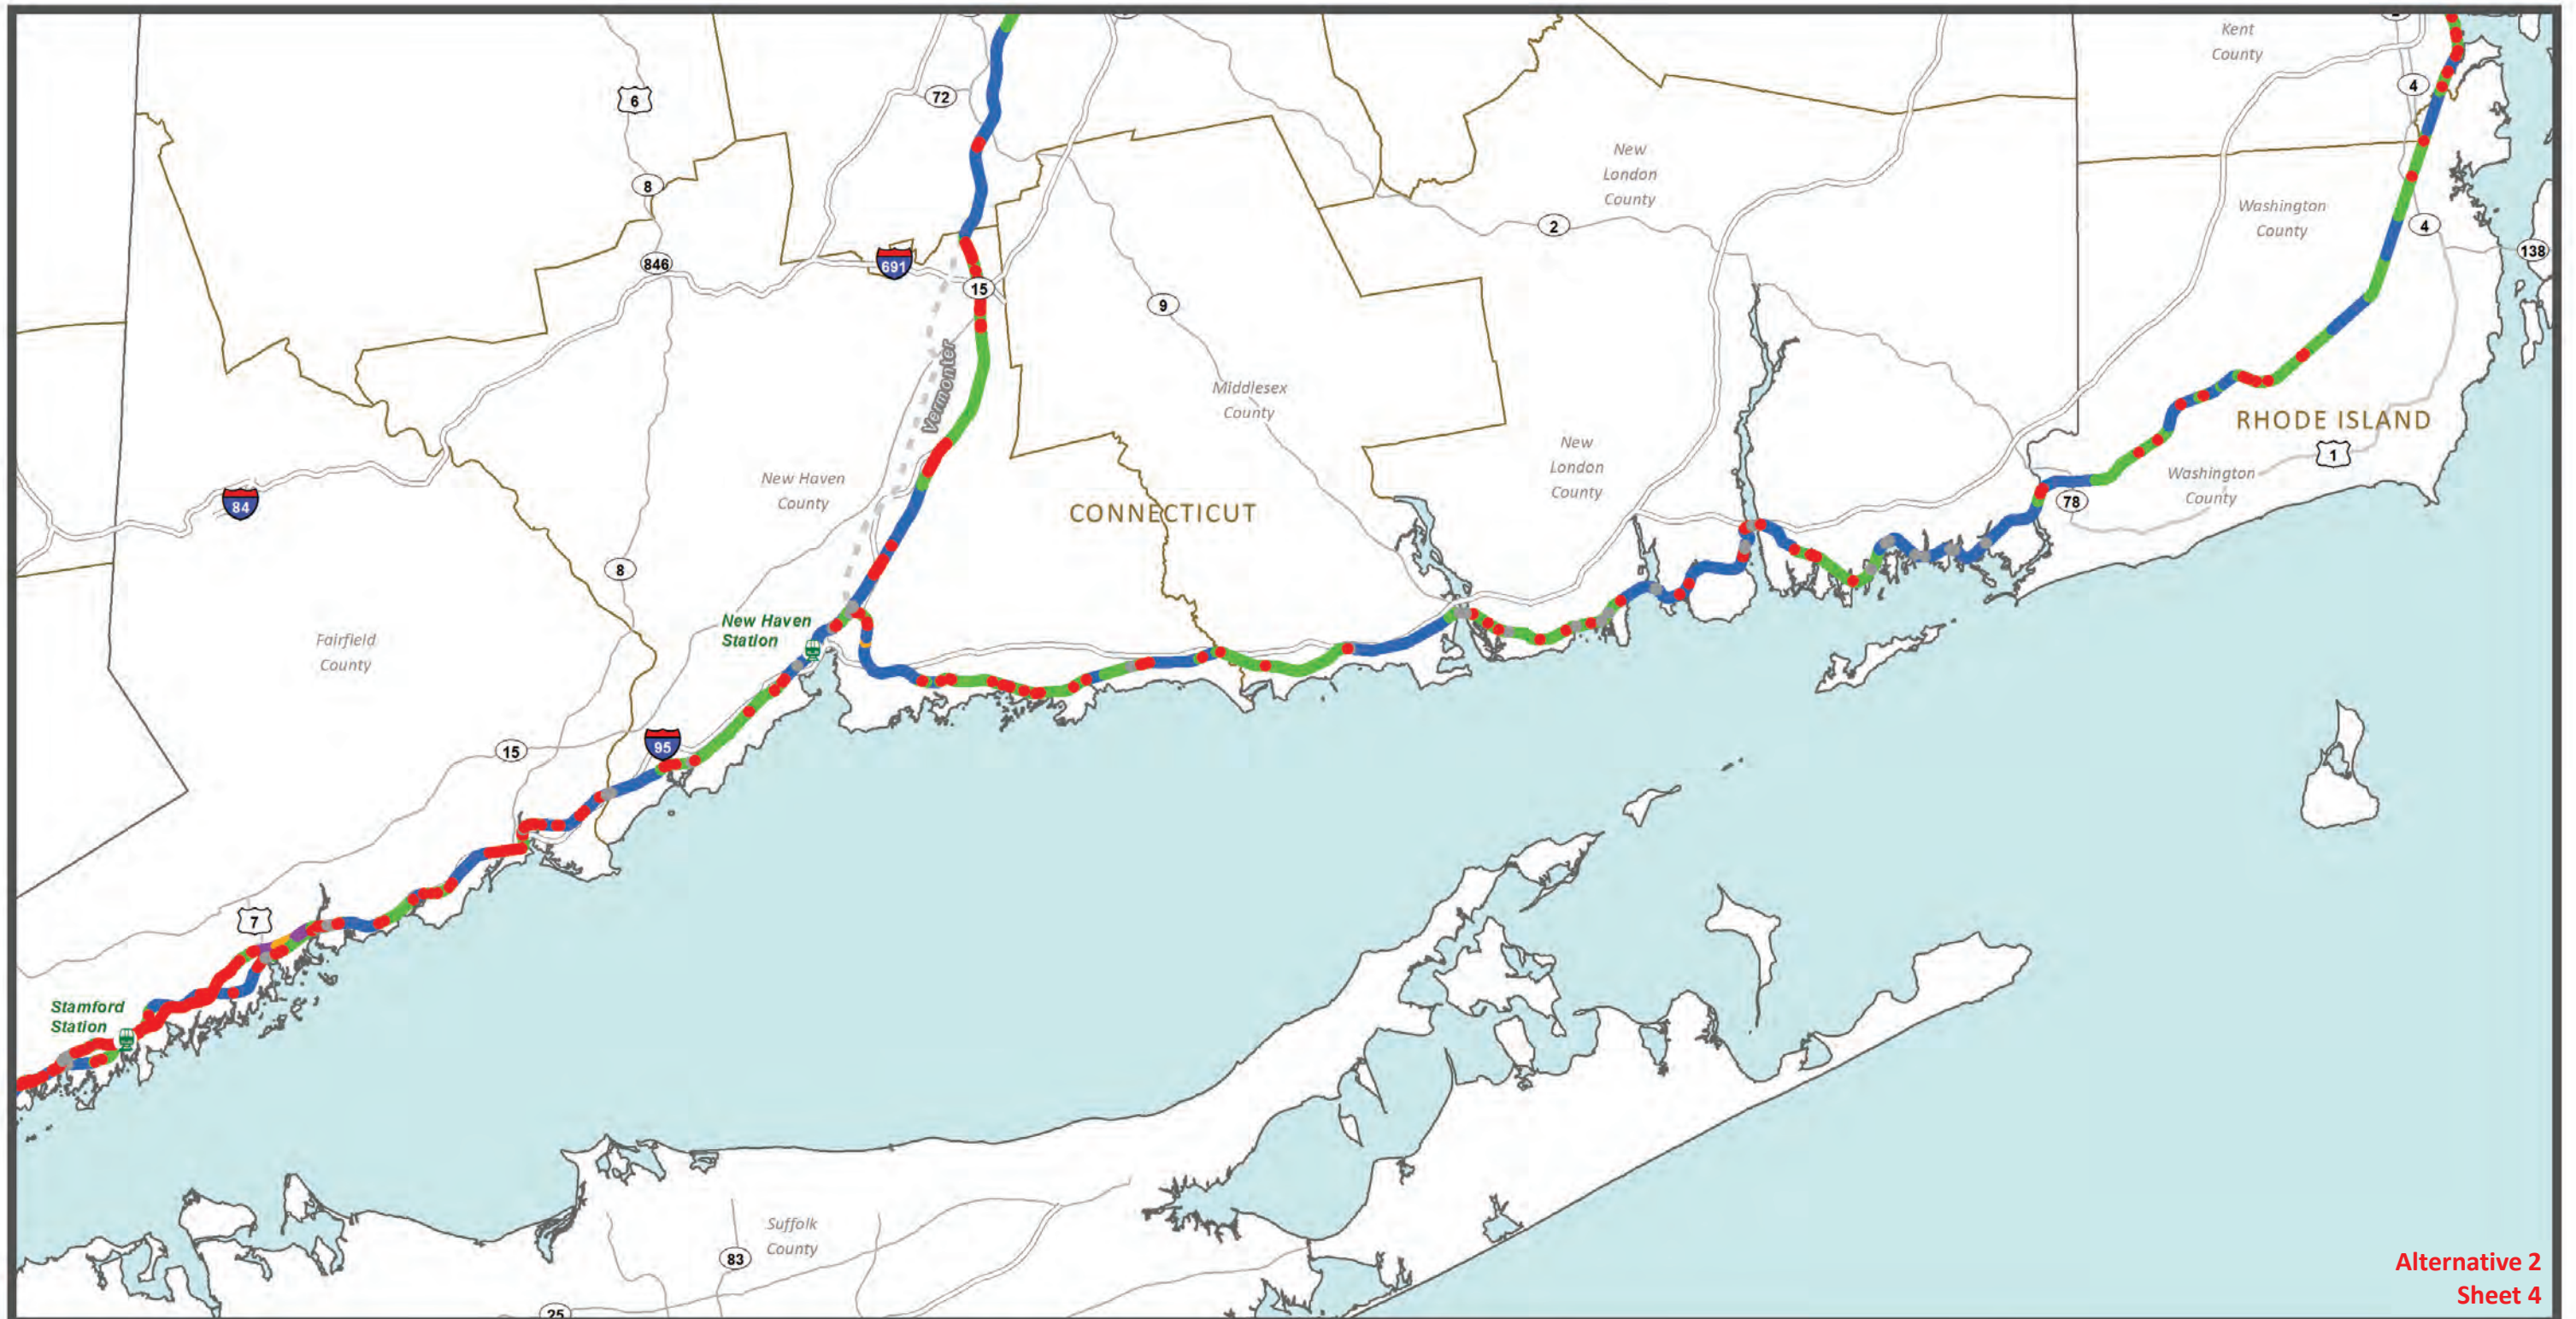 Kent
County
6
72
4
New
London
County
8
Washington
County
2
4
138
846
691
15
9
Vermonter
Middlesex
County
RHODE ISLAND
1
New
London
County
Washington
County
78
84
New Haven
County
CONNECTICUT
8
New Haven
Station
Fairfield
County
95
15
7
Stamford
Station
Suffolk
County
83
25
Alternative 2
Sheet 4